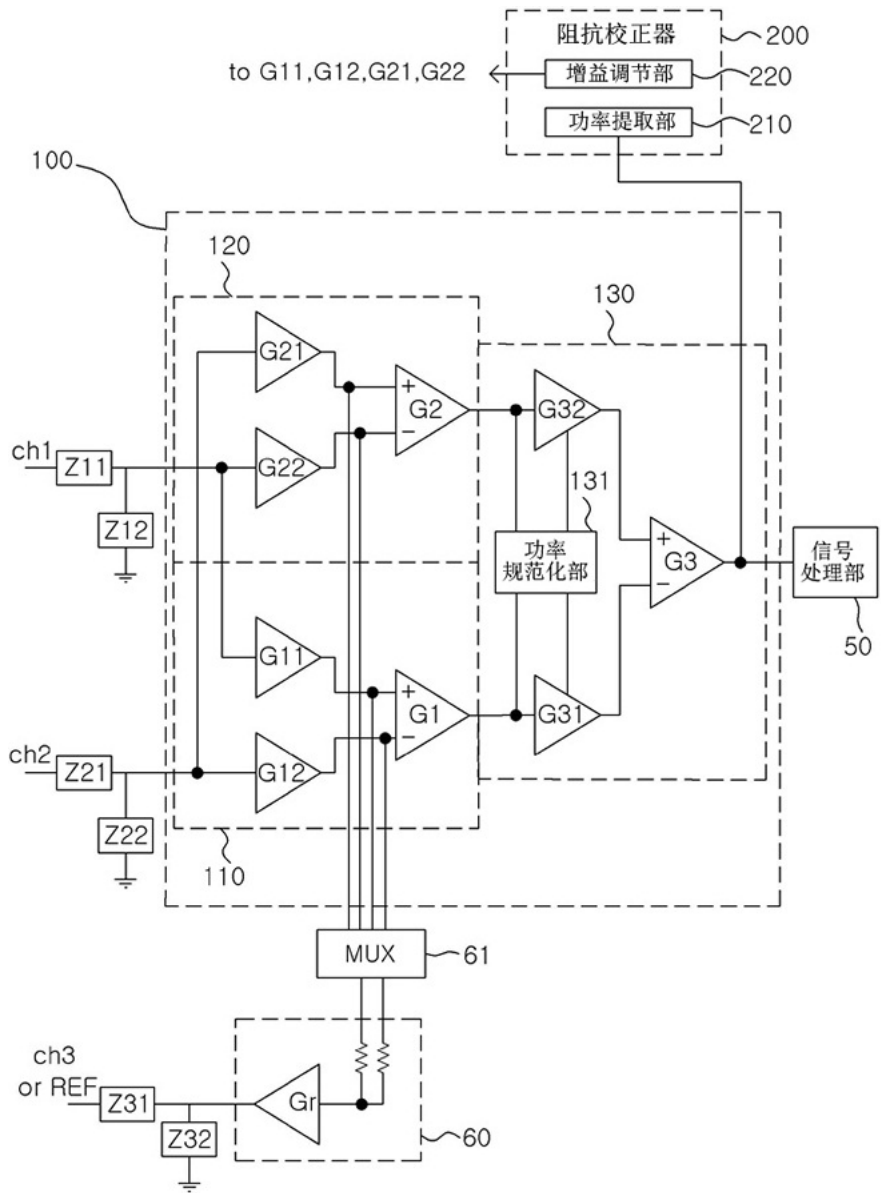 阻抗校正器
200
to G11,G12,G21,G22
增益调节部
220
功率提取部
210
100
120
130
G21
+
G2
−
G32
ch1
Z11
G22
131
Z12
功率
规范化部
+
G3
−
信号
处理部
50
G11
+
G1
−
G31
ch2
Z21
G12
Z22
110
MUX
61
ch3
or REF
Z31
Gr
Z32
60